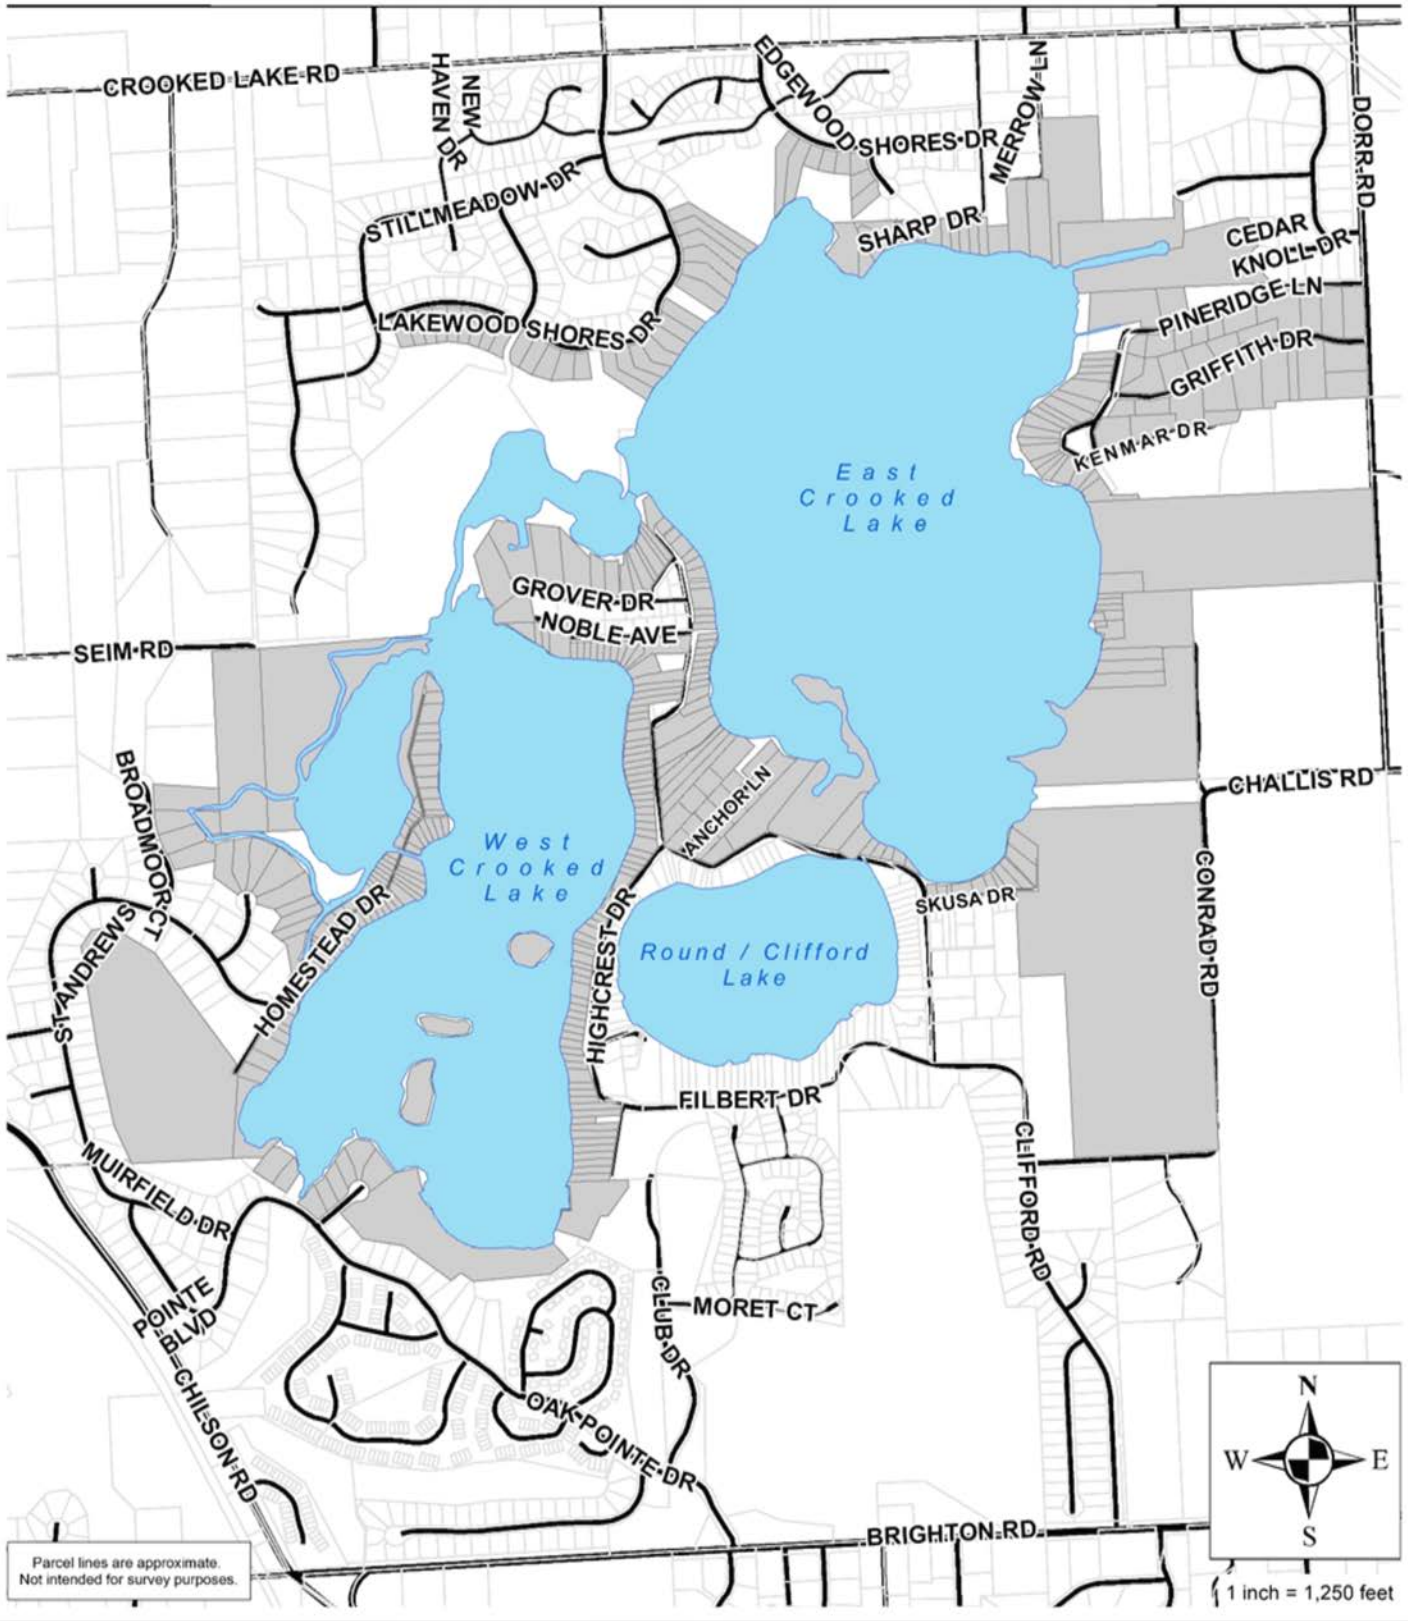 CROOKED LAKE RD
NEW
HAVEN DR
EDGEWOOD
SHORES DR
MERROW LN
DORR RD
STILLMEADOW DR
SHARP DR
CEDAR
KNOLL DR
LAKEWOOD SHORES DR
PINERIDGE LN
GRIFFITH DR
KENMAR DR
East
Crooked
Lake
GROVER DR
NOBLE AVE
SEIM RD
BROADMOOR CT
ANCHOR LN
CHALLIS RD
West
Crooked
Lake
CONRAD RD
SKUSA DR
HOMESTEAD DR
HIGHCREST DR
Round / Clifford
Lake
ST ANDREWS
FILBERT DR
MUIRFIELD DR
CLIFFORD RD
POINTE
BLVD
CLUB DR
MORET CT
CHILSON RD
OAK POINTE DR
BRIGHTON RD
N
W E
S
Parcel lines are approximate.
Not intended for survey purposes.
1 inch = 1,250 feet